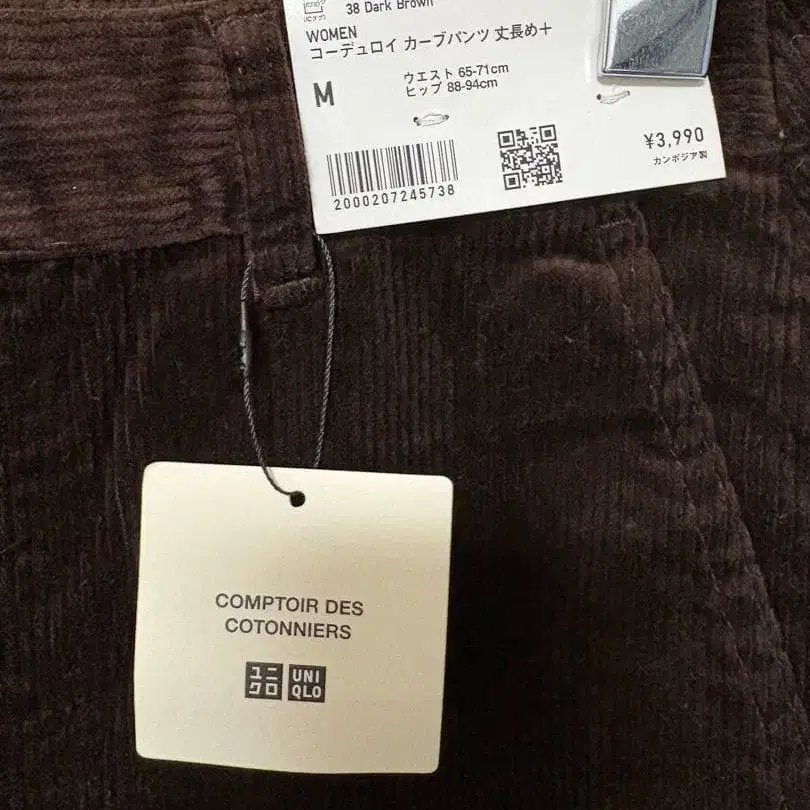 38 Dark Brown
WOMEN
コーデュロイ カーブパンツ 丈長め+
M
ウエスト 65-71cm
ヒップ 88-94cm
¥3,990
カンボジア製
2000207245738
COMPTOIR DES
COTONNIERS
ユニ UNI
クロ QLO